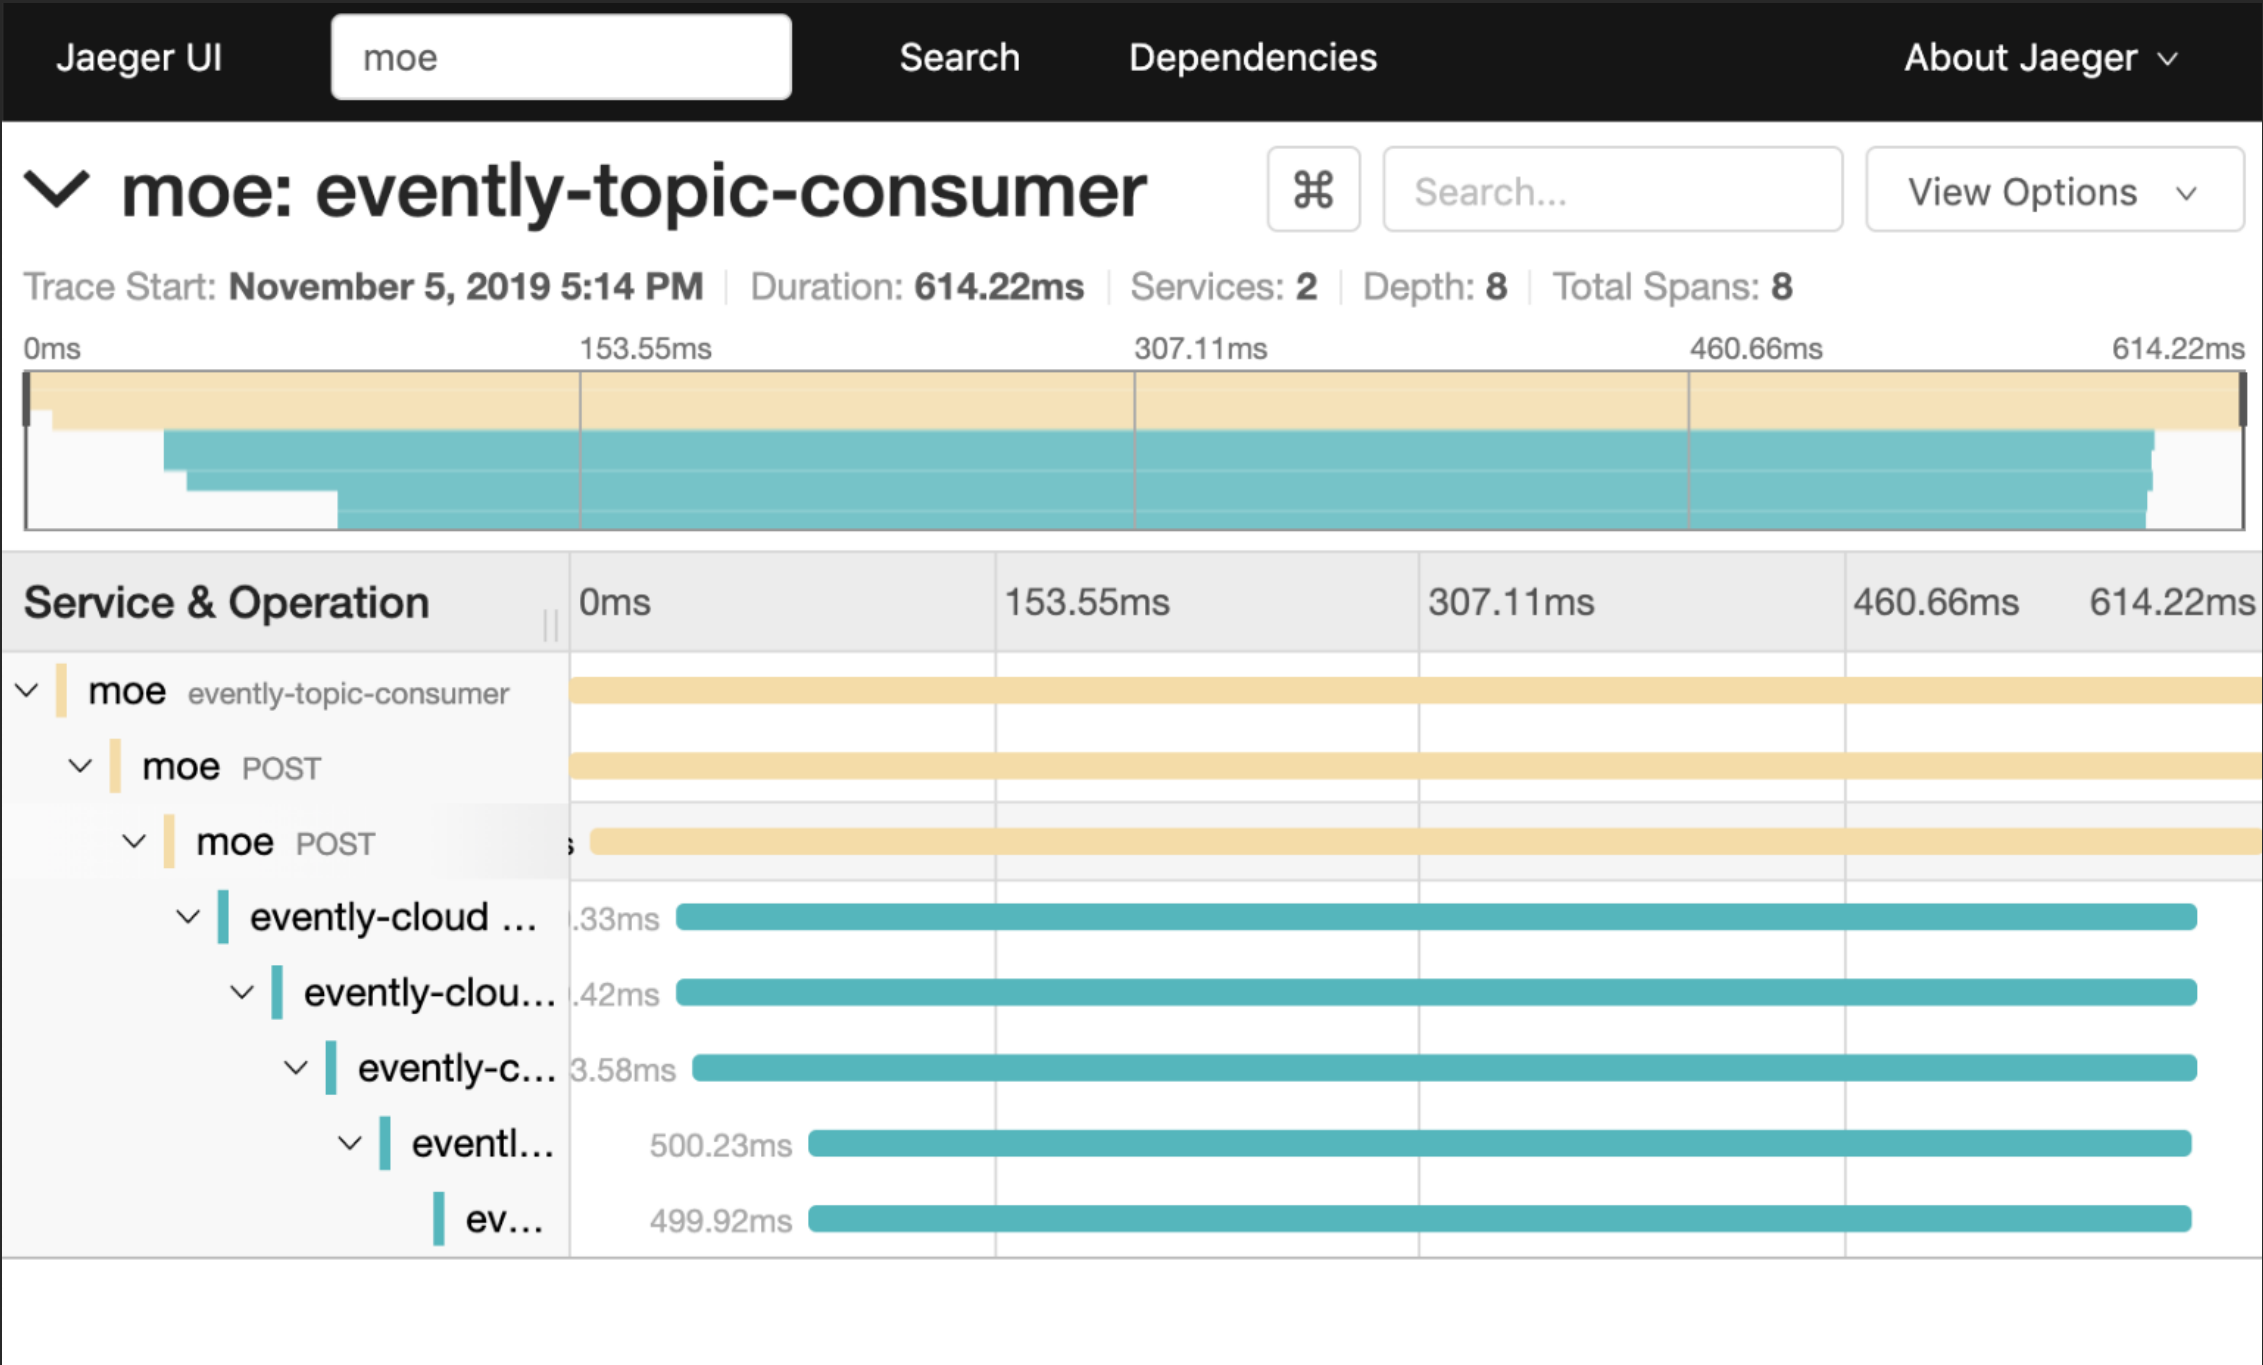 Jaeger UI moe Search Dependencies About Jaeger
moe: evently-topic-consumer ⌘ Search... View Options
Trace Start: November 5, 2019 5:14 PM Duration: 614.22ms Services: 2 Depth: 8 Total Spans: 8
0ms 153.55ms 307.11ms 460.66ms 614.22ms
Service & Operation 0ms 153.55ms 307.11ms 460.66ms 614.22ms
moe evently-topic-consumer
moe POST
moe POST s
evently-cloud ... .33ms
evently-clou... .42ms
evently-c... 3.58ms
eventl... 500.23ms
ev... 499.92ms